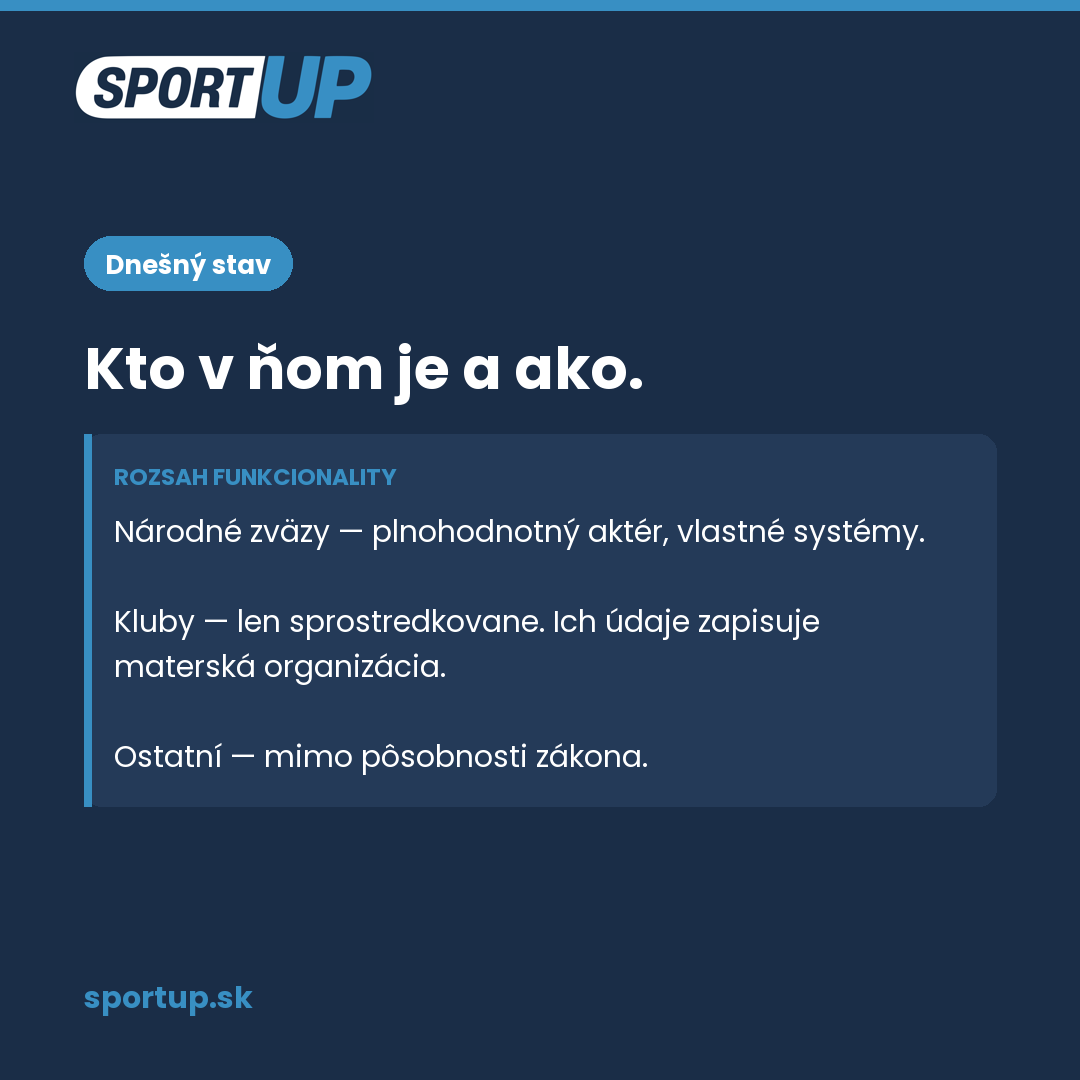 SPORTUP
Dnešný stav
Kto v ňom je a ako.
ROZSAH FUNKCIONALITY
Národné zväzy — plnohodnotný aktér, vlastné systémy.
Kluby — len sprostredkovane. Ich údaje zapisuje
materská organizácia.
Ostatní — mimo pôsobnosti zákona.
sportup.sk